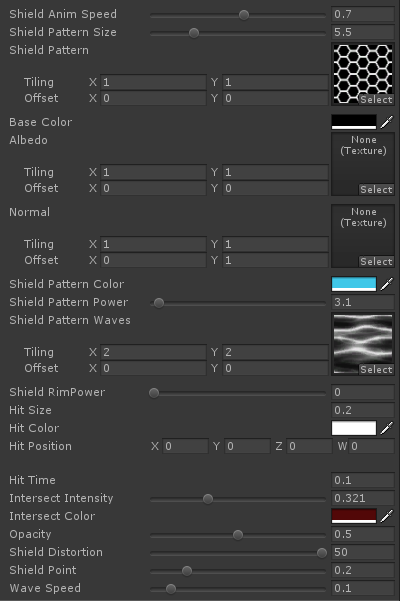 Shield Anim Speed 0.7
Shield Pattern Size 5.5
Shield Pattern
Tiling X 1 Y 1
Offset X 0 Y 0
Select
Base Color
Albedo None (Texture)
Tiling X 1 Y 1
Offset X 0 Y 0
Select
Normal None (Texture)
Tiling X 1 Y 1
Offset X 0 Y 1
Select
Shield Pattern Color
Shield Pattern Power 3.1
Shield Pattern Waves
Tiling X 2 Y 2
Offset X 0 Y 0
Select
Shield RimPower 0
Hit Size 0.2
Hit Color
Hit Position X 0 Y 0 Z 0 W 0
Hit Time 0.1
Intersect Intensity 0.321
Intersect Color
Opacity 0.5
Shield Distortion 50
Shield Point 0.2
Wave Speed 0.1